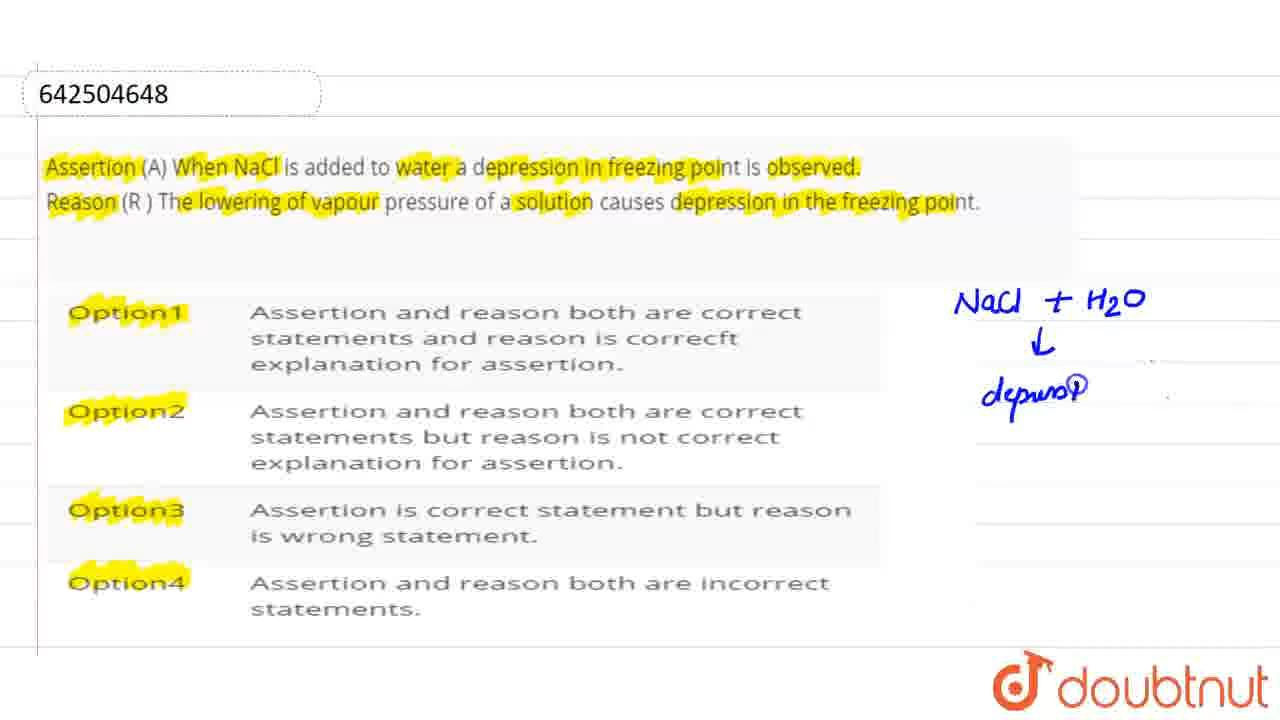 642504648
Assertion (A) When NaCl is added to water a depression in freezing point is observed.
Reason (R ) The lowering of vapour pressure of a solution causes depression in the freezing point.
Option1 Assertion and reason both are correct
statements and reason is correcft
explanation for assertion.
Option2 Assertion and reason both are correct
statements but reason is not correct
explanation for assertion.
Option3 Assertion is correct statement but reason
is wrong statement.
Option4 Assertion and reason both are incorrect
statements.
NaCl + H2O
↓
doubtnut